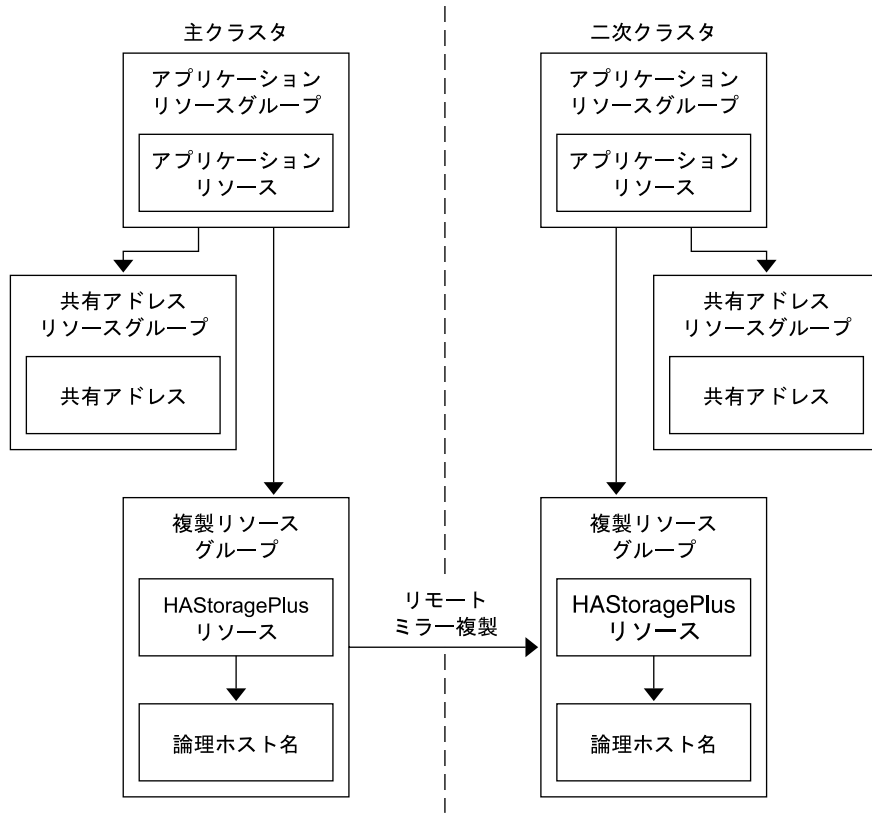 主クラスタ
アプリケーション
リソースグループ
アプリケーション
リソース
共有アドレス
リソースグループ
共有アドレス
複製リソース
グループ
HAStoragePlus
リソース
論理ホスト名
リモート
ミラー複製
二次クラスタ
アプリケーション
リソースグループ
アプリケーション
リソース
共有アドレス
リソースグループ
共有アドレス
複製リソース
グループ
HAStoragePlus
リソース
論理ホスト名